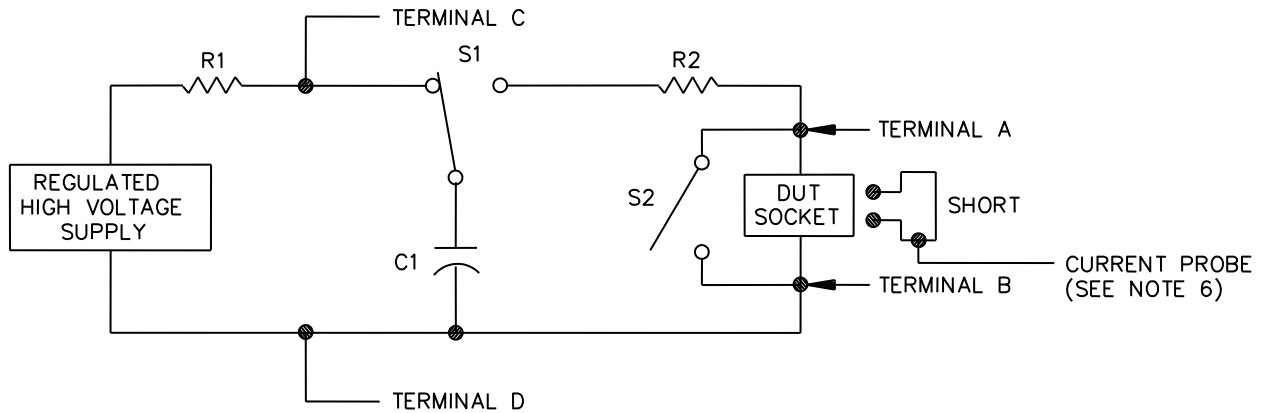 TERMINAL C
S1
R1
R2
TERMINAL A
REGULATED
HIGH VOLTAGE
SUPPLY
S2
DUT
SOCKET
SHORT
C1
CURRENT PROBE
(SEE NOTE 6)
TERMINAL B
TERMINAL D